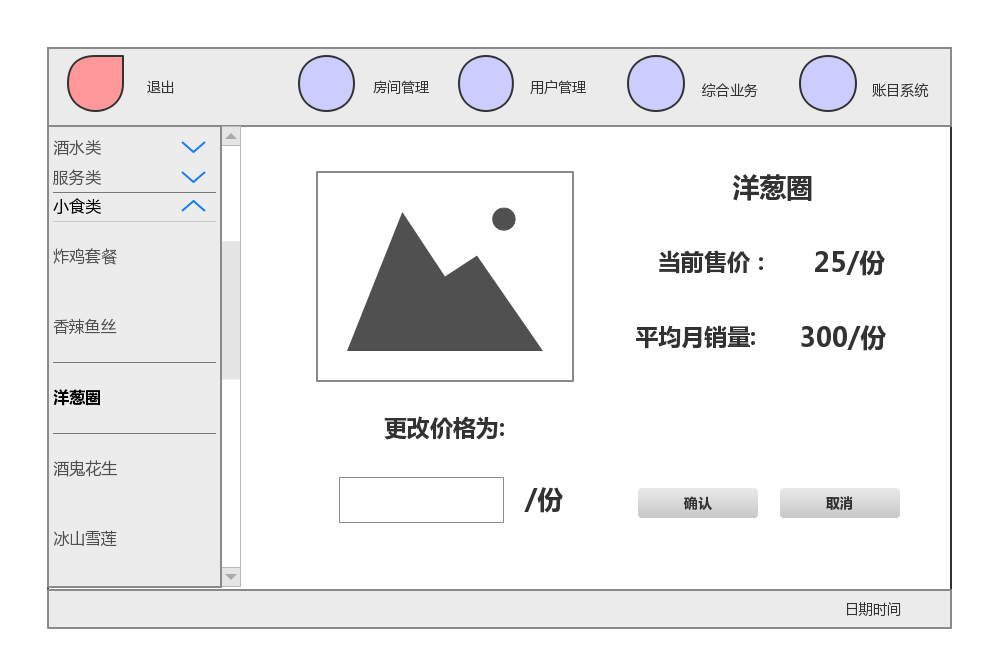 退出
房间管理
用户管理
综合业务
账目系统
酒水类
服务类
小食类
炸鸡套餐
香辣鱼丝
洋葱圈
酒鬼花生
冰山雪莲
洋葱圈
当前售价： 25/份
平均月销量: 300/份
更改价格为:
/份
确认
取消
日期时间